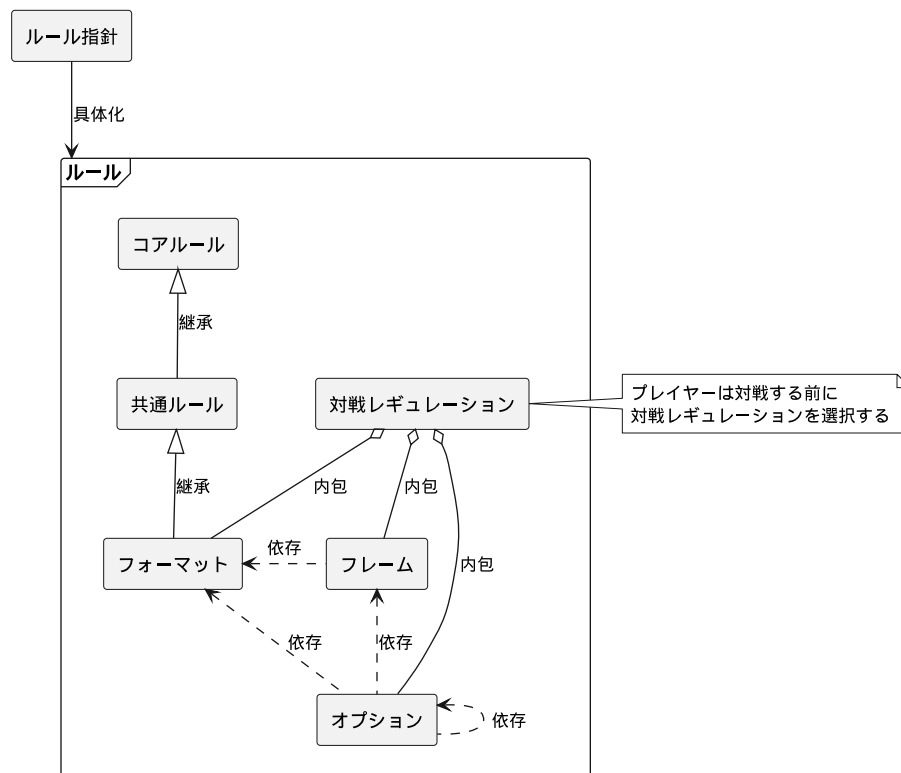 ルール指針
具体化
ルール
コアルール
継承
共通ルール
対戦レギュレーション
プレイヤーは対戦する前に
対戦レギュレーションを選択する
継承
内包
内包
フォーマット
依存
フレーム
内包
依存
依存
オプション
依存